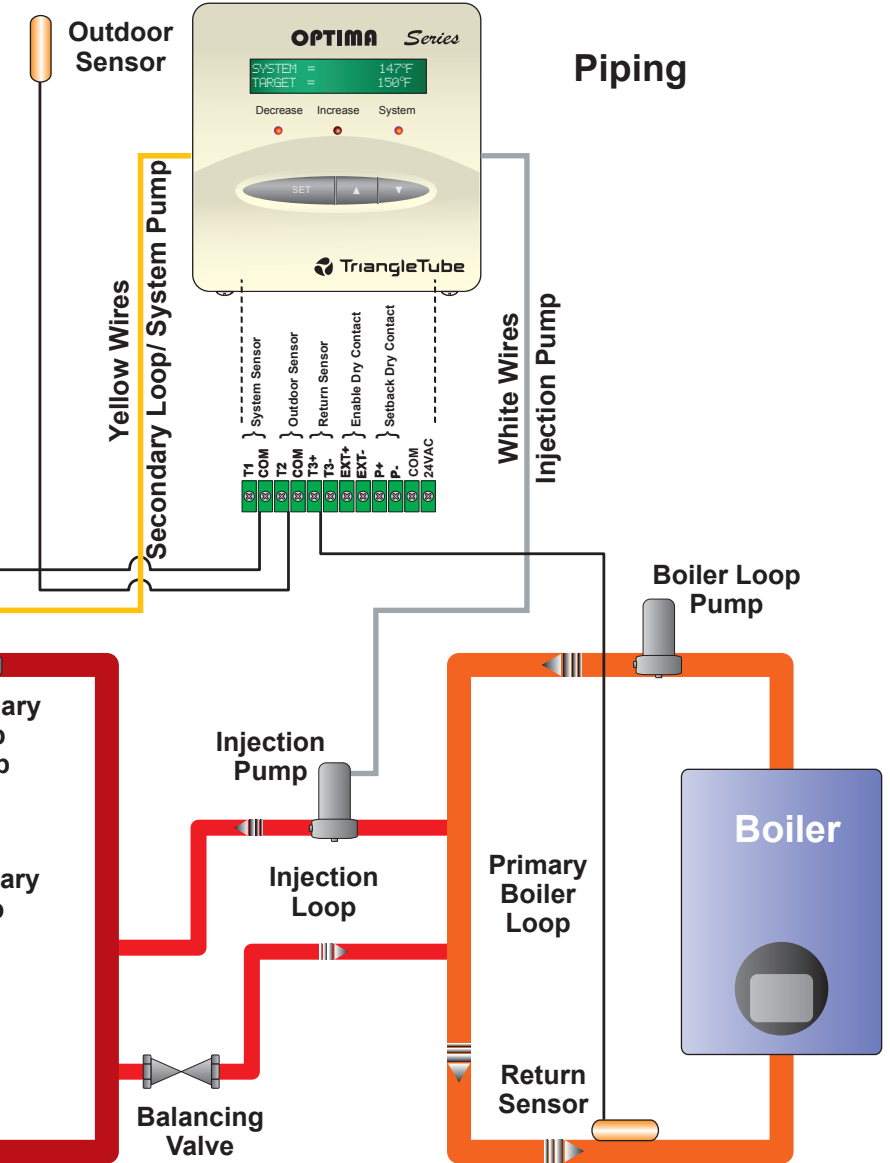 Outdoor
Sensor
OPTIMA Series
Piping
SYSTEM = 147°F
TARGET = 150°F
Decrease Increase System
SET
TriangleTube
Yellow Wires
Secondary Loop/ System Pump
White Wires
Injection Pump
System Sensor
Outdoor Sensor
Return Sensor
Enable Dry Contact
Setback Dry Contact
T1
COM
T2
COM
T3+
T3-
EXT+
EXT-
P+
P-
COM
24VAC
Boiler Loop
Pump
ary
p
p
Injection
Pump
Boiler
ary
p
Injection
Loop
Primary
Boiler
Loop
Return
Sensor
Balancing
Valve